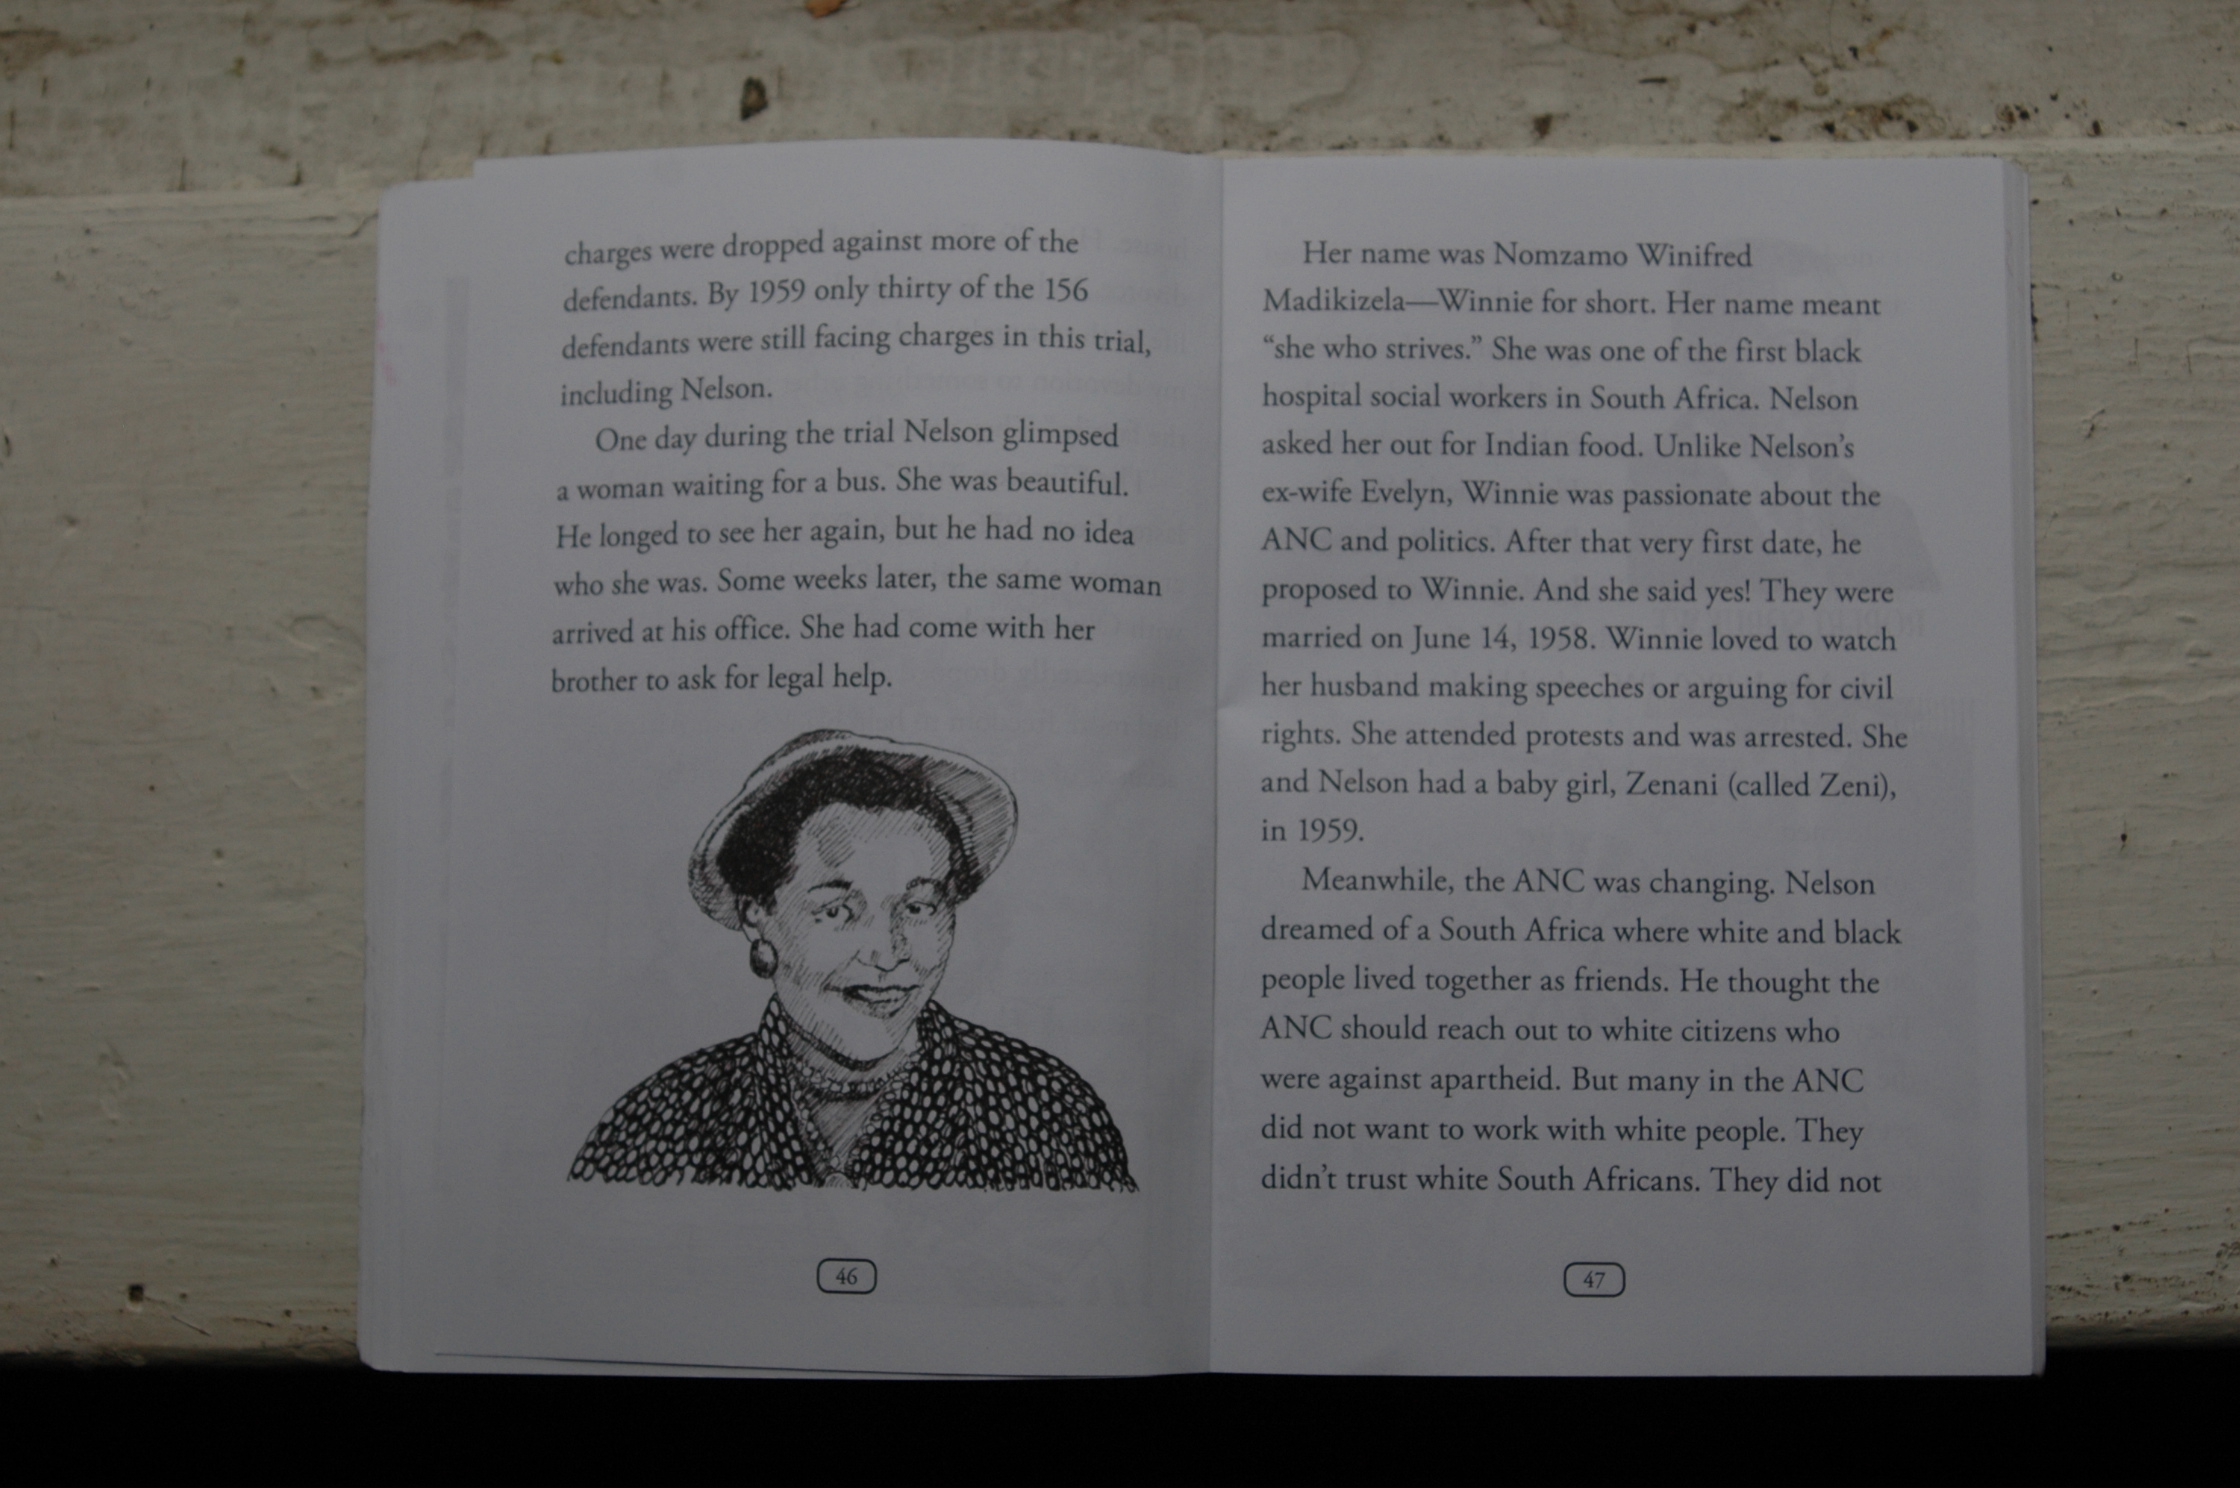 charges were dropped against more of the
defendants. By 1959 only thirty of the 156
defendants were still facing charges in this trial,
including Nelson.
One day during the trial Nelson glimpsed
a woman waiting for a bus. She was beautiful.
He longed to see her again, but he had no idea
who she was. Some weeks later, the same woman
arrived at his office. She had come with her
brother to ask for legal help.
46
Her name was Nomzamo Winifred
Madikizela—Winnie for short. Her name meant
“she who strives.” She was one of the first black
hospital social workers in South Africa. Nelson
asked her out for Indian food. Unlike Nelson’s
ex-wife Evelyn, Winnie was passionate about the
ANC and politics. After that very first date, he
proposed to Winnie. And she said yes! They were
married on June 14, 1958. Winnie loved to watch
her husband making speeches or arguing for civil
rights. She attended protests and was arrested. She
and Nelson had a baby girl, Zenani (called Zeni),
in 1959.
Meanwhile, the ANC was changing. Nelson
dreamed of a South Africa where white and black
people lived together as friends. He thought the
ANC should reach out to white citizens who
were against apartheid. But many in the ANC
did not want to work with white people. They
didn’t trust white South Africans. They did not
47